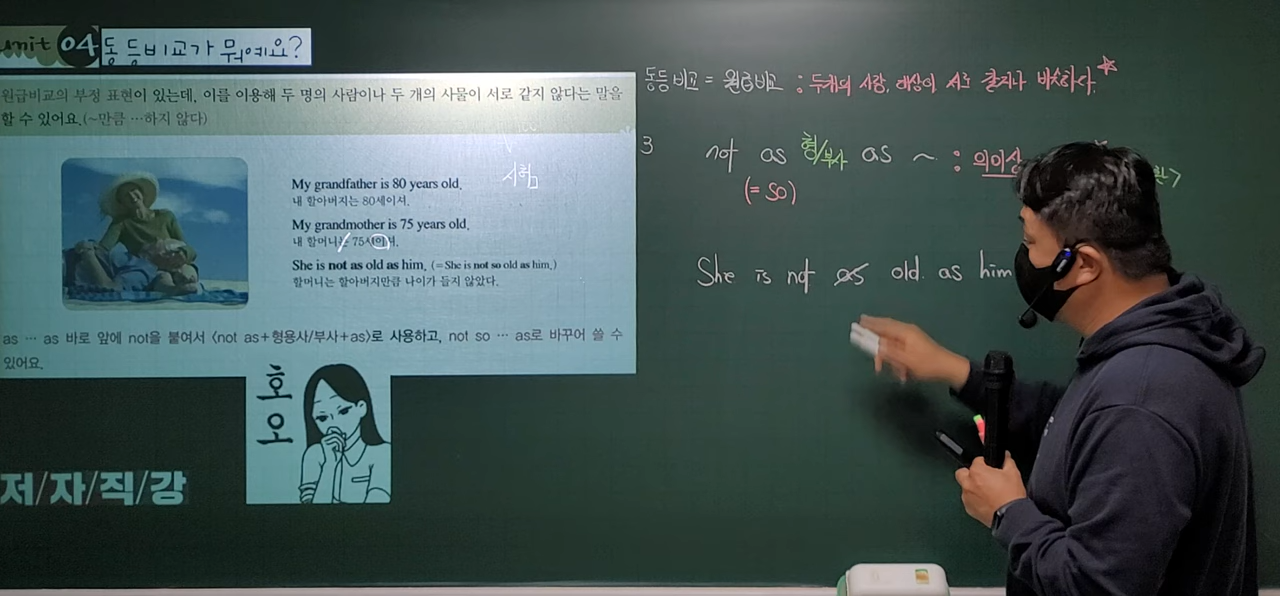 unit 04 동등비교가 뭐예요?
원급비교의 부정 표현이 있는데, 이를 이용해 두 명의 사람이나 두 개의 사물이 서로 같지 않다는 말을
할 수 있어요.(~만큼 …하지 않다)
시험
My grandfather is 80 years old.
내 할아버지는 80세이셔.
My grandmother is 75 years old.
내 할머니는 75세이셔.
She is not as old as him. (=She is not so old as him.)
할머니는 할아버지만큼 나이가 들지 않았다.
as … as 바로 앞에 not을 붙여서 〈not as+형용사/부사+as〉로 사용하고, not so … as로 바꾸어 쓸 수
있어요.
호오
저/자/직/강
동등비교 = 원급비교 : 두개의 사람, 대상이 서로
3 not as 형/부사 as ~ : 의미상
(= so)
She is not as old. as him